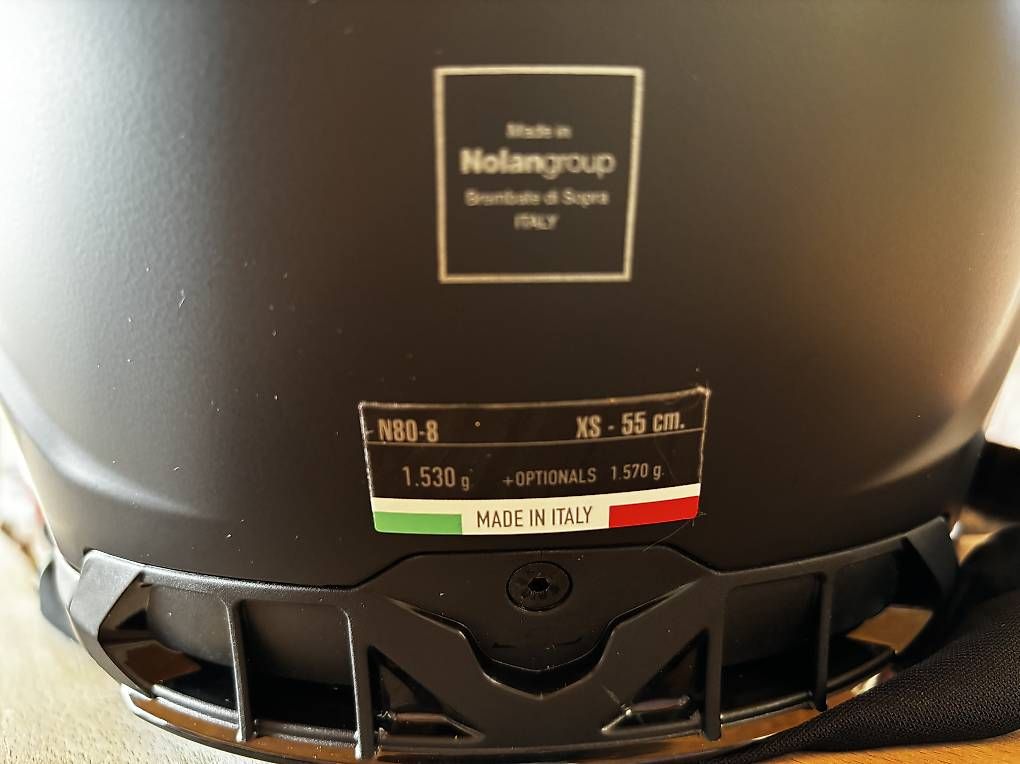 Made in
Nolangroup
Brembate di Sopra
ITALY
N80-8 XS - 55 cm.
1.530 g +OPTIONALS 1.570 g.
MADE IN ITALY